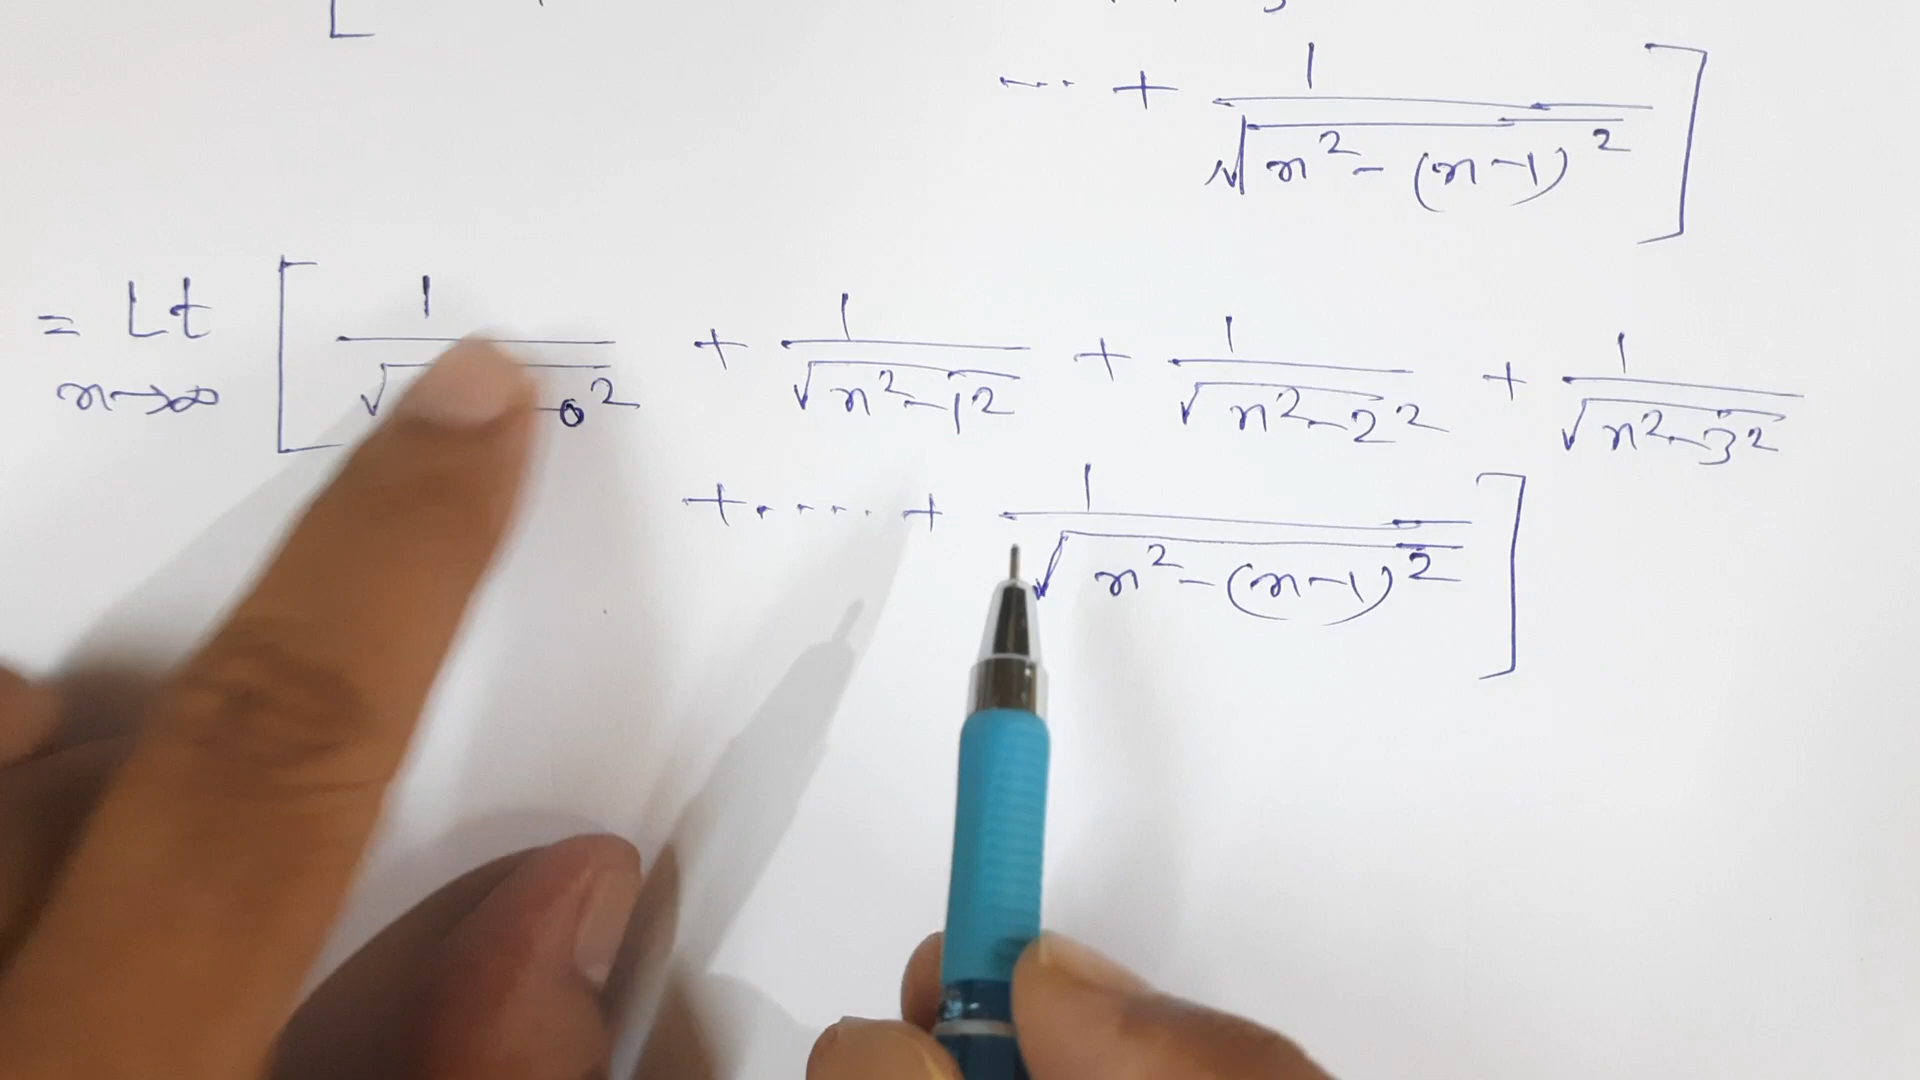 .... + 1/√(n² - (n-1)²) ]
= Lt n→∞ [ 1/√( - 0²) + 1/√(n² - 1²) + 1/√(n² - 2²) + 1/√(n² - 3²)
+ ..... + 1/√(n² - (n-1)²) ]